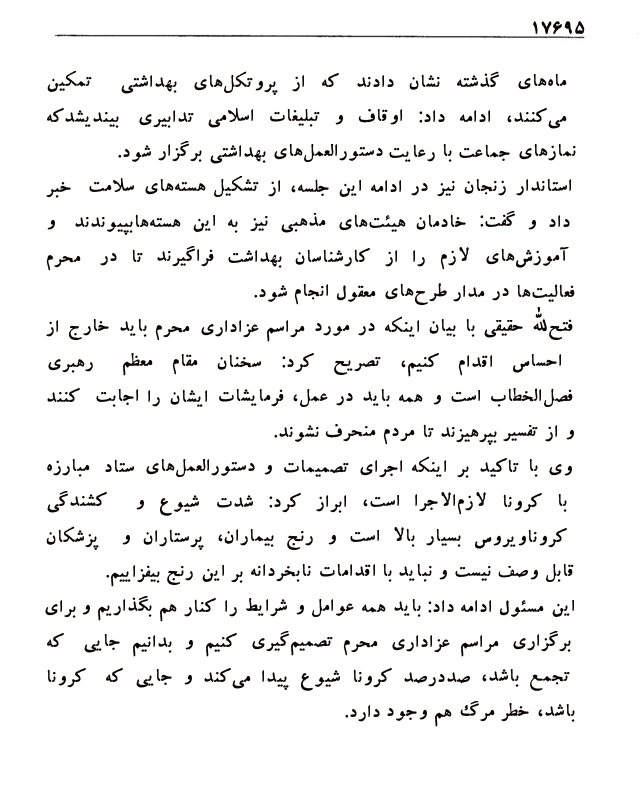 ۱۷۶۹۵
ماه‌های گذشته نشان دادند که از پروتکل‌های بهداشتی تمکین
می‌کنند، ادامه داد: اوقاف و تبلیغات اسلامی تدابیری بیندیشدکه
نمازهای جماعت با رعایت دستورالعمل‌های بهداشتی برگزار شود.
استاندار زنجان نیز در ادامه این جلسه، از تشکیل هسته‌های سلامت خبر
داد و گفت: خادمان هیئت‌های مذهبی نیز به این هسته‌هابپیوندند و
آموزش‌های لازم را از کارشناسان بهداشت فراگیرند تا در محرم
فعالیت‌ها در مدار طرح‌های معقول انجام شود.
فتح‌الله حقیقی با بیان اینکه در مورد مراسم عزاداری محرم باید خارج از
احساس اقدام کنیم، تصریح کرد: سخنان مقام معظم رهبری
فصل‌الخطاب است و همه باید در عمل، فرمایشات ایشان را اجابت کنند
و از تفسیر بپرهیزند تا مردم منحرف نشوند.
وی با تاکید بر اینکه اجرای تصمیمات و دستورالعمل‌های ستاد مبارزه
با کرونا لازم‌الاجرا است، ابراز کرد: شدت شیوع و کشندگی
کروناویروس بسیار بالا است و رنج بیماران، پرستاران و پزشکان
قابل وصف نیست و نباید با اقدامات نابخردانه بر این رنج بیفزاییم.
این مسئول ادامه داد: باید همه عوامل و شرایط را کنار هم بگذاریم و برای
برگزاری مراسم عزاداری محرم تصمیم‌گیری کنیم و بدانیم جایی که
تجمع باشد، صددرصد کرونا شیوع پیدا می‌کند و جایی که کرونا
باشد، خطر مرگ هم وجود دارد.